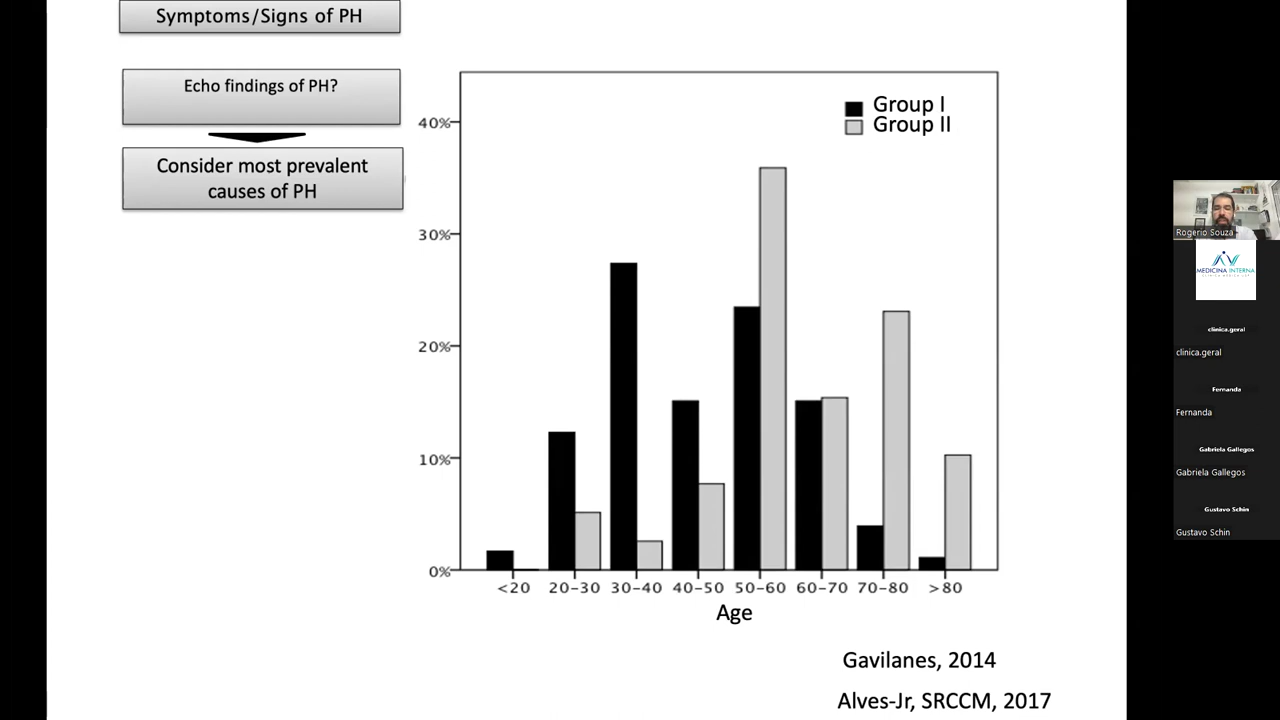 Symptoms/Signs of PH
Echo findings of PH?
Consider most prevalent
causes of PH
Group I
Group II
40%
30%
20%
10%
0%
<20 20-30 30-40 40-50 50-60 60-70 70-80 >80
Age
Gavilanes, 2014
Alves-Jr, SRCCM, 2017
Rogerio Souza
MEDICINA INTERNA
clinica.geral
clinica.geral
Fernanda
Fernanda
Gabriela Gallegos
Gabriela Gallegos
Gustavo Schin
Gustavo Schin